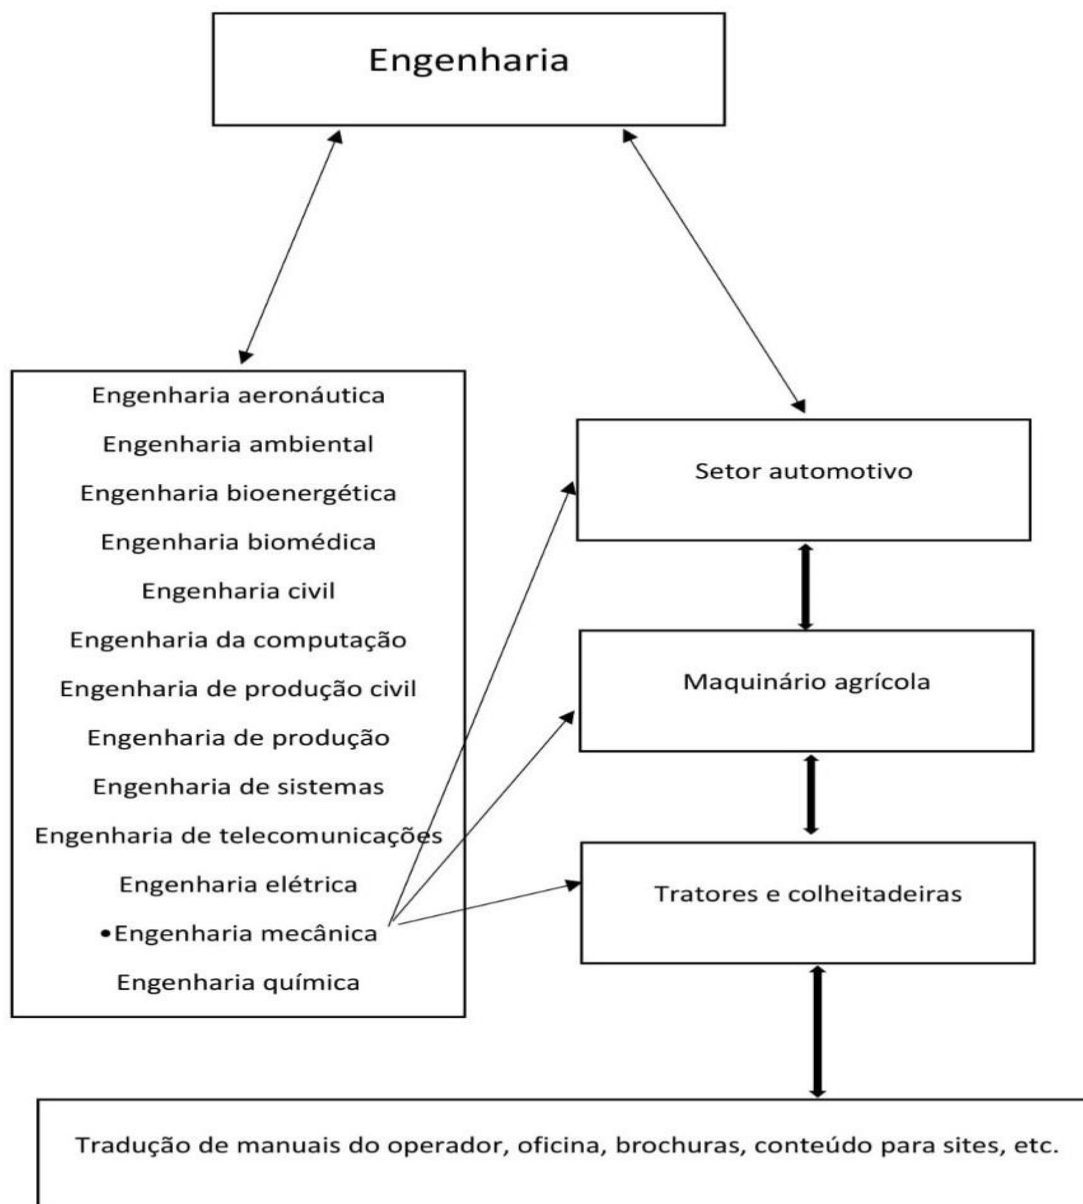 Engenharia
Engenharia aeronáutica
Engenharia ambiental
Engenharia bioenergética
Engenharia biomédica
Engenharia civil
Engenharia da computação
Engenharia de produção civil
Engenharia de produção
Engenharia de sistemas
Engenharia de telecomunicações
Engenharia elétrica
•Engenharia mecânica
Engenharia química
Setor automotivo
Maquinário agrícola
Tratores e colheitadeiras
Tradução de manuais do operador, oficina, brochuras, conteúdo para sites, etc.